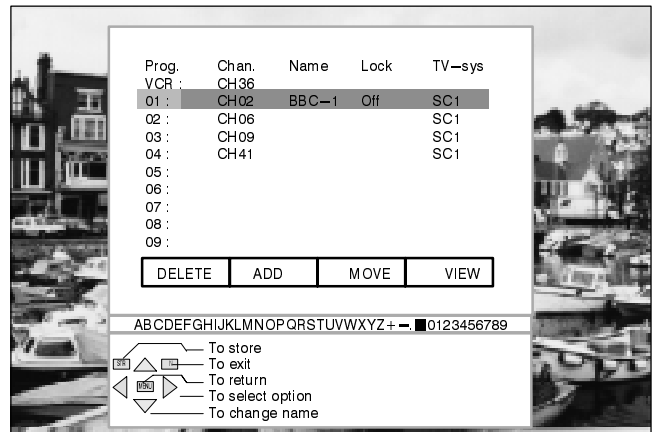 Prog. Chan. Name Lock TV–sys
VCR : CH36
01 : CH02 BBC–1 Off SC1
02 : CH06 SC1
03 : CH09 SC1
04 : CH41 SC1
05 :
06 :
07 :
08 :
09 :
DELETE ADD MOVE VIEW
ABCDEFGHIJKLMNOPQRSTUVWXYZ+–.■0123456789
To store
STR To exit
MENU To return
To select option
To change name